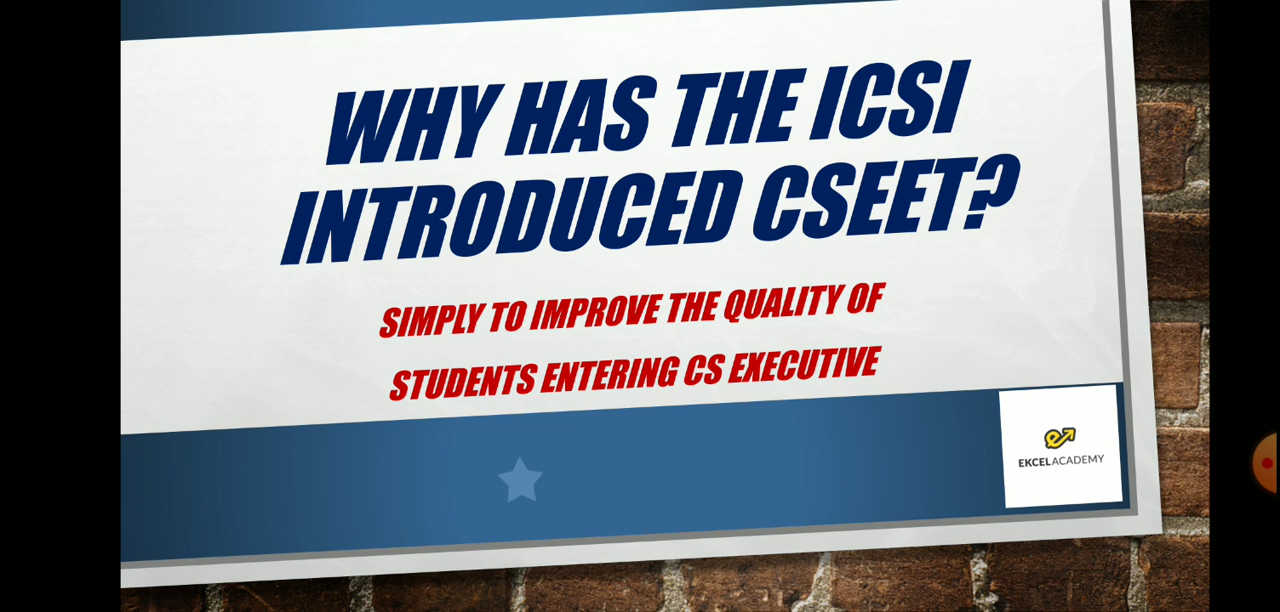 WHY HAS THE ICSI
INTRODUCED CSEET?
SIMPLY TO IMPROVE THE QUALITY OF
STUDENTS ENTERING CS EXECUTIVE
EKCELACADEMY